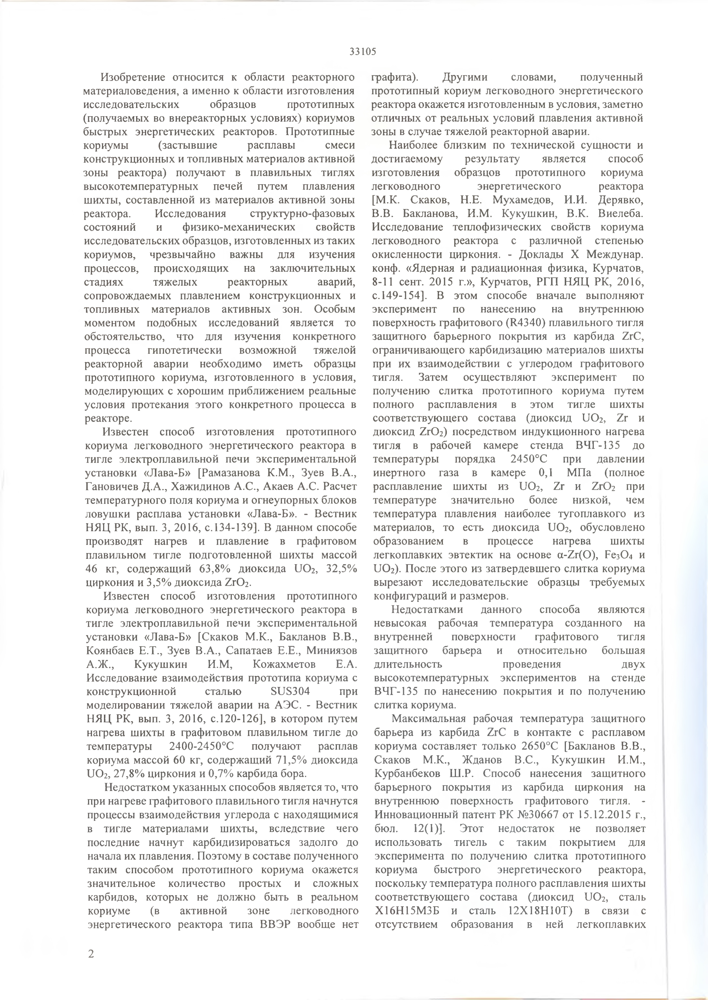 33105
Изобретение относится к области реакторного
материаловедения, а именно к области изготовления
исследовательских образцов прототипных
(получаемых во внереакторных условиях) кориумов
быстрых энергетических реакторов. Прототипные
кориумы (застывшие расплавы смеси
конструкционных и топливных материалов активной
зоны реактора) получают в плавильных тиглях
высокотемпературных печей путем плавления
шихты, составленной из материалов активной зоны
реактора. Исследования структурно-фазовых
состояний и физико-механических свойств
исследовательских образцов, изготовленных из таких
кориумов, чрезвычайно важны для изучения
процессов, происходящих на заключительных
стадиях тяжелых реакторных аварий,
сопровождаемых плавлением конструкционных и
топливных материалов активных зон. Особым
моментом подобных исследований является то
обстоятельство, что для изучения конкретного
процесса гипотетически возможной тяжелой
реакторной аварии необходимо иметь образцы
прототипного кориума, изготовленного в условия,
моделирующих с хорошим приближением реальные
условия протекания этого конкретного процесса в
реакторе.
Известен способ изготовления прототипного
кориума легководного энергетического реактора в
тигле электроплавильной печи экспериментальной
установки «Лава-Б» [Рамазанова К.М., Зуев В.А.,
Гановичев Д.А., Хажидинов А.С., Акаев А.С. Расчет
температурного поля кориума и огнеупорных блоков
ловушки расплава установки «Лава-Б». - Вестник
НЯЦ РК, вып. 3, 2016, с.134-139]. В данном способе
производят нагрев и плавление в графитовом
плавильном тигле подготовленной шихты массой
46 кг, содержащий 63,8% диоксида UO₂, 32,5%
циркония и 3,5% диоксида ZrO₂.
Известен способ изготовления прототипного
кориума легководного энергетического реактора в
тигле электроплавильной печи экспериментальной
установки «Лава-Б» [Скаков М.К., Бакланов В.В.,
Коянбаев Е.Т., Зуев В.А., Сапатаев Е.Е., Миниязов
А.Ж., Кукушкин И.М, Кожахметов Е.А.
Исследование взаимодействия прототипа кориума с
конструкционной сталью SUS304 при
моделировании тяжелой аварии на АЭС. - Вестник
НЯЦ РК, вып. 3, 2016, с.120-126], в котором путем
нагрева шихты в графитовом плавильном тигле до
температуры 2400-2450°С получают расплав
кориума массой 60 кг, содержащий 71,5% диоксида
UO₂, 27,8% циркония и 0,7% карбида бора.
Недостатком указанных способов является то, что
при нагреве графитового плавильного тигля начнутся
процессы взаимодействия углерода с находящимися
в тигле материалами шихты, вследствие чего
последние начнут карбидизироваться задолго до
начала их плавления. Поэтому в составе полученного
таким способом прототипного кориума окажется
значительное количество простых и сложных
карбидов, которых не должно быть в реальном
кориуме (в активной зоне легководного
энергетического реактора типа ВВЭР вообще нет
графита). Другими словами, полученный
прототипный кориум легководного энергетического
реактора окажется изготовленным в условия, заметно
отличных от реальных условий плавления активной
зоны в случае тяжелой реакторной аварии.
Наиболее близким по технической сущности и
достигаемому результату является способ
изготовления образцов прототипного кориума
легководного энергетического реактора
[М.К. Скаков, Н.Е. Мухамедов, И.И. Дерявко,
В.В. Бакланова, И.М. Кукушкин, В.К. Виелеба.
Исследование теплофизических свойств кориума
легководного реактора с различной степенью
окисленности циркония. - Доклады X Междунар.
конф. «Ядерная и радиационная физика, Курчатов,
8-11 сент. 2015 г.», Курчатов, РГП НЯЦ РК, 2016,
с.149-154]. В этом способе вначале выполняют
эксперимент по нанесению на внутреннюю
поверхность графитового (R4340) плавильного тигля
защитного барьерного покрытия из карбида ZrC,
ограничивающего карбидизацию материалов шихты
при их взаимодействии с углеродом графитового
тигля. Затем осуществляют эксперимент по
получению слитка прототипного кориума путем
полного расплавления в этом тигле шихты
соответствующего состава (диоксид UO₂, Zr и
диоксид ZrO₂) посредством индукционного нагрева
тигля в рабочей камере стенда ВЧГ-135 до
температуры порядка 2450°С при давлении
инертного газа в камере 0,1 МПа (полное
расплавление шихты из UO₂, Zr и ZrO₂ при
температуре значительно более низкой, чем
температура плавления наиболее тугоплавкого из
материалов, то есть диоксида UO₂, обусловлено
образованием в процессе нагрева шихты
легкоплавких эвтектик на основе α-Zr(O), Fe₃O₄ и
UO₂). После этого из затвердевшего слитка кориума
вырезают исследовательские образцы требуемых
конфигураций и размеров.
Недостатками данного способа являются
невысокая рабочая температура созданного на
внутренней поверхности графитового тигля
защитного барьера и относительно большая
длительность проведения двух
высокотемпературных экспериментов на стенде
ВЧГ-135 по нанесению покрытия и по получению
слитка кориума.
Максимальная рабочая температура защитного
барьера из карбида ZrC в контакте с расплавом
кориума составляет только 2650°С [Бакланов В.В.,
Скаков М.К., Жданов В.С., Кукушкин И.М.,
Курбанбеков Ш.Р. Способ нанесения защитного
барьерного покрытия из карбида циркония на
внутреннюю поверхность графитового тигля. -
Инновационный патент РК №30667 от 15.12.2015 г.,
бюл. 12(1)]. Этот недостаток не позволяет
использовать тигель с таким покрытием для
эксперимента по получению слитка прототипного
кориума быстрого энергетического реактора,
поскольку температура полного расплавления шихты
соответствующего состава (диоксид UO₂, сталь
Х16Н15М3Б и сталь 12Х18Н10Т) в связи с
отсутствием образования в ней легкоплавких
2